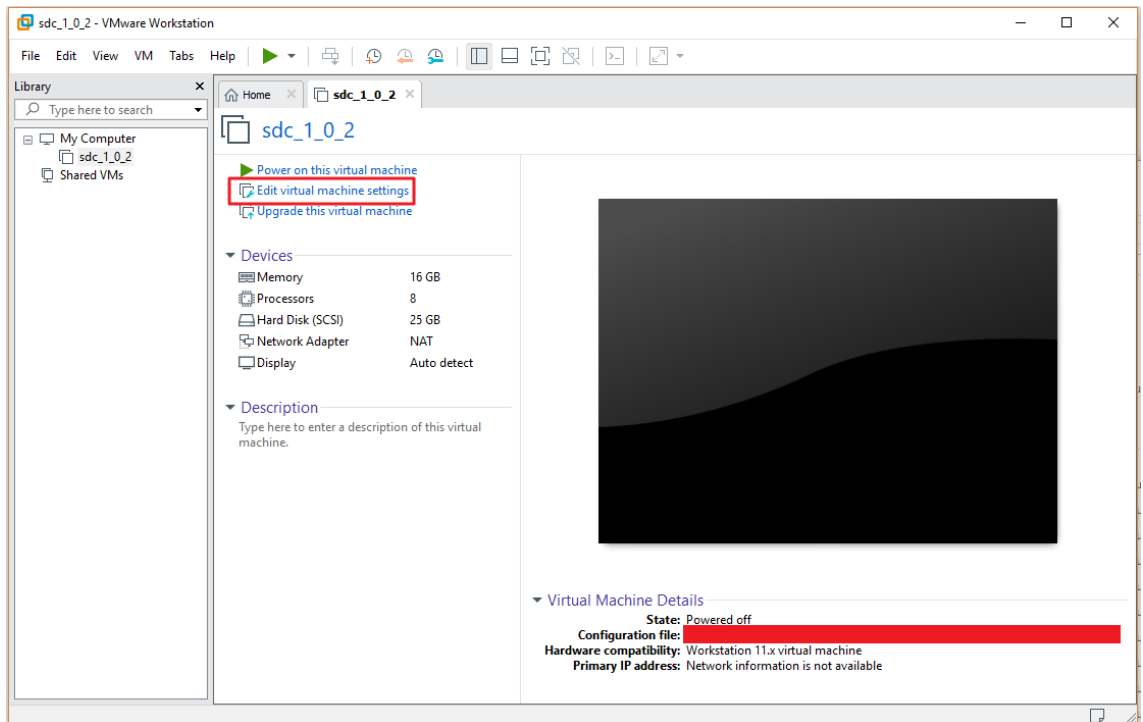 sdc_1_0_2 - VMware Workstation
File Edit View VM Tabs Help
Library
Type here to search
My Computer
sdc_1_0_2
Shared VMs
Home
sdc_1_0_2
sdc_1_0_2
Power on this virtual machine
Edit virtual machine settings
Upgrade this virtual machine
Devices
Memory 16 GB
Processors 8
Hard Disk (SCSI) 25 GB
Network Adapter NAT
Display Auto detect
Description
Type here to enter a description of this virtual
machine.
Virtual Machine Details
State: Powered off
Configuration file:
Hardware compatibility: Workstation 11.x virtual machine
Primary IP address: Network information is not available